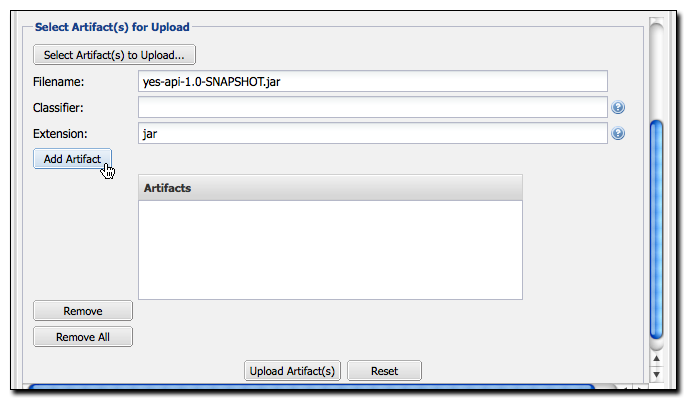 Select Artifact(s) for Upload
Select Artifact(s) to Upload...
Filename: yes-api-1.0-SNAPSHOT.jar
Classifier:
Extension: jar
Add Artifact
Artifacts
Remove
Remove All
Upload Artifact(s) Reset